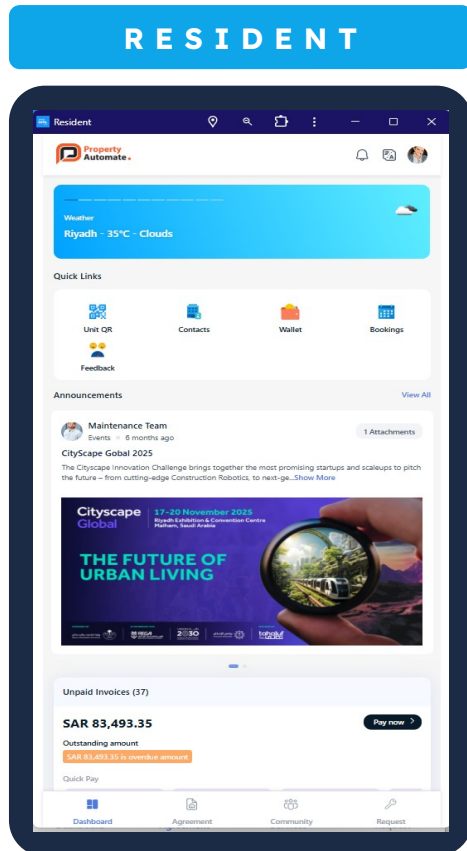 RESIDENT
Resident
Property
Automate.
Weather
Riyadh - 35°C - Clouds
Quick Links
Unit QR
Contacts
Wallet
Bookings
Feedback
Announcements
View All
Maintenance Team
Events
6 months ago
1 Attachments
CityScape Gobal 2025
The Cityscape Innovation Challenge brings together the most promising startups and scaleups to pitch
the future – from cutting-edge Construction Robotics, to next-ge...Show More
Cityscape
Global
17-20 November 2025
Riyadh Exhibition & Convention Centre
Malham, Saudi Arabia
THE FUTURE OF
URBAN LIVING
REGA
2030
tahaluf
Unpaid Invoices (37)
SAR 83,493.35
Pay now
Outstanding amount
SAR 83,493.35 is overdue amount
Quick Pay
Dashboard
Agreement
Community
Request